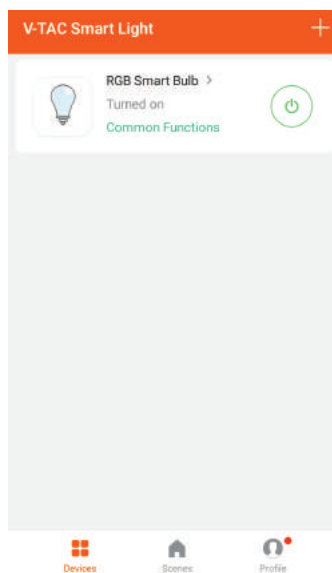 V-TAC Smart Light
RGB Smart Bulb >
Turned on
Common Functions
Devices
Scenes
Profile